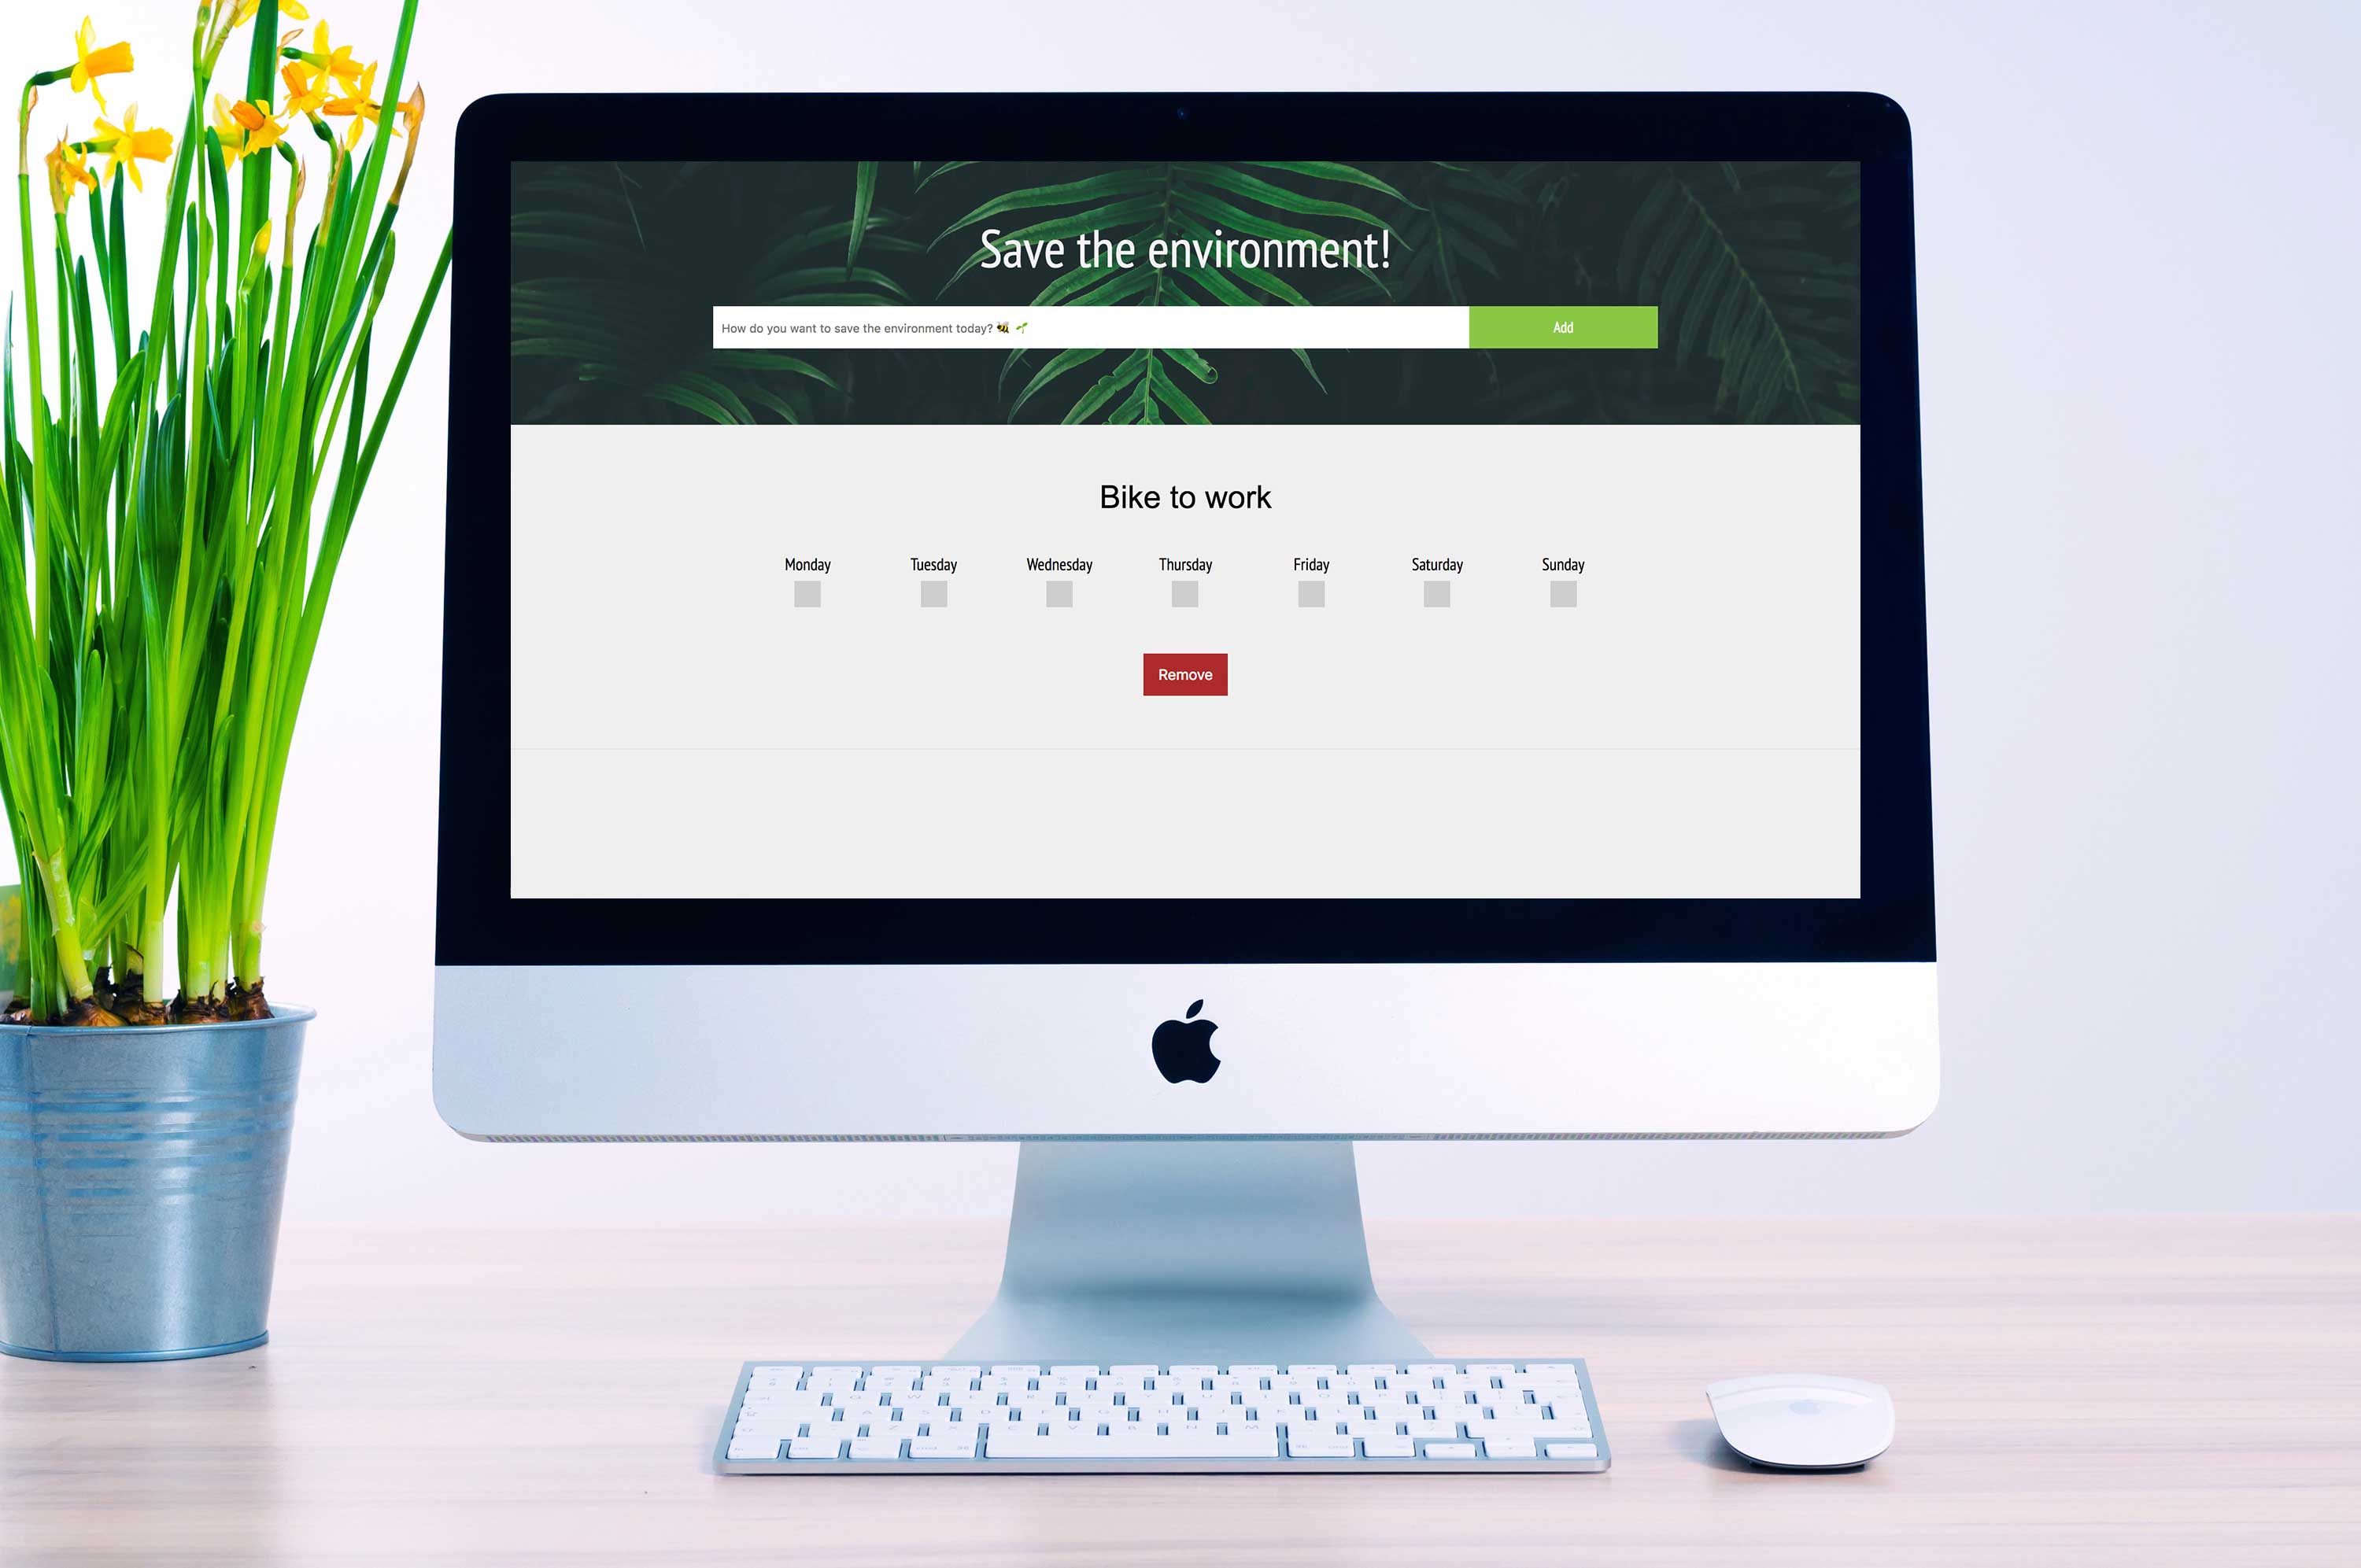 Save the environment!
How do you want to save the environment today? 🐝 🌱
Add
Bike to work
Monday Tuesday Wednesday Thursday Friday Saturday Sunday
Remove